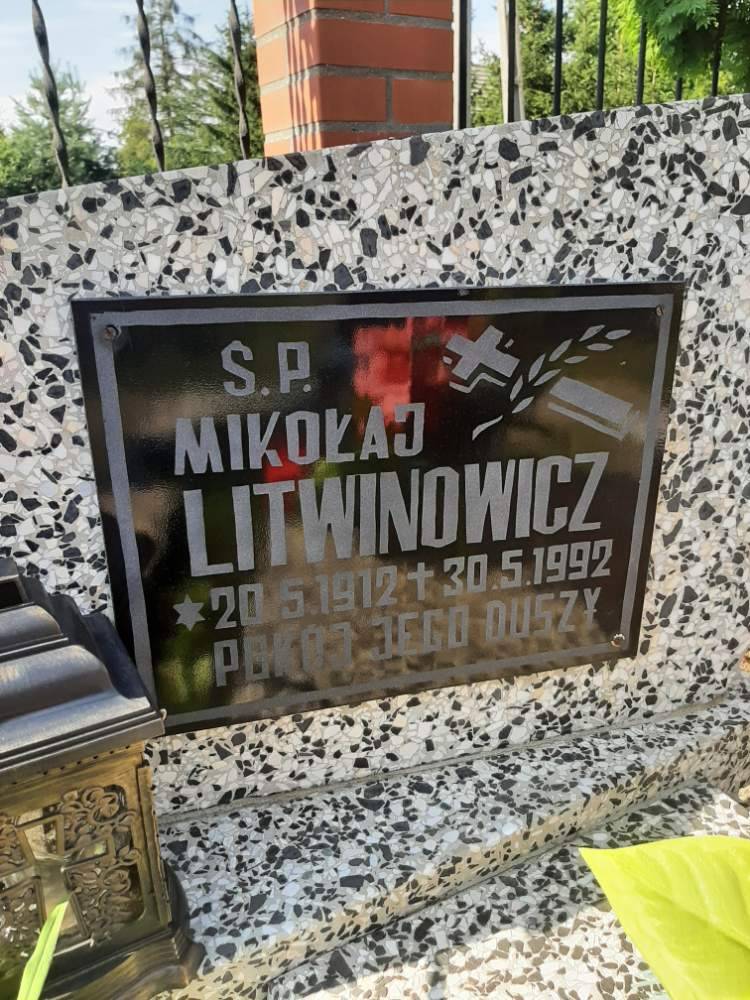 Ś.P.
MIKOŁAJ
LITWINOWICZ
* 20 5.1912 + 30.5.1992
POKÓJ JEGO DUSZY